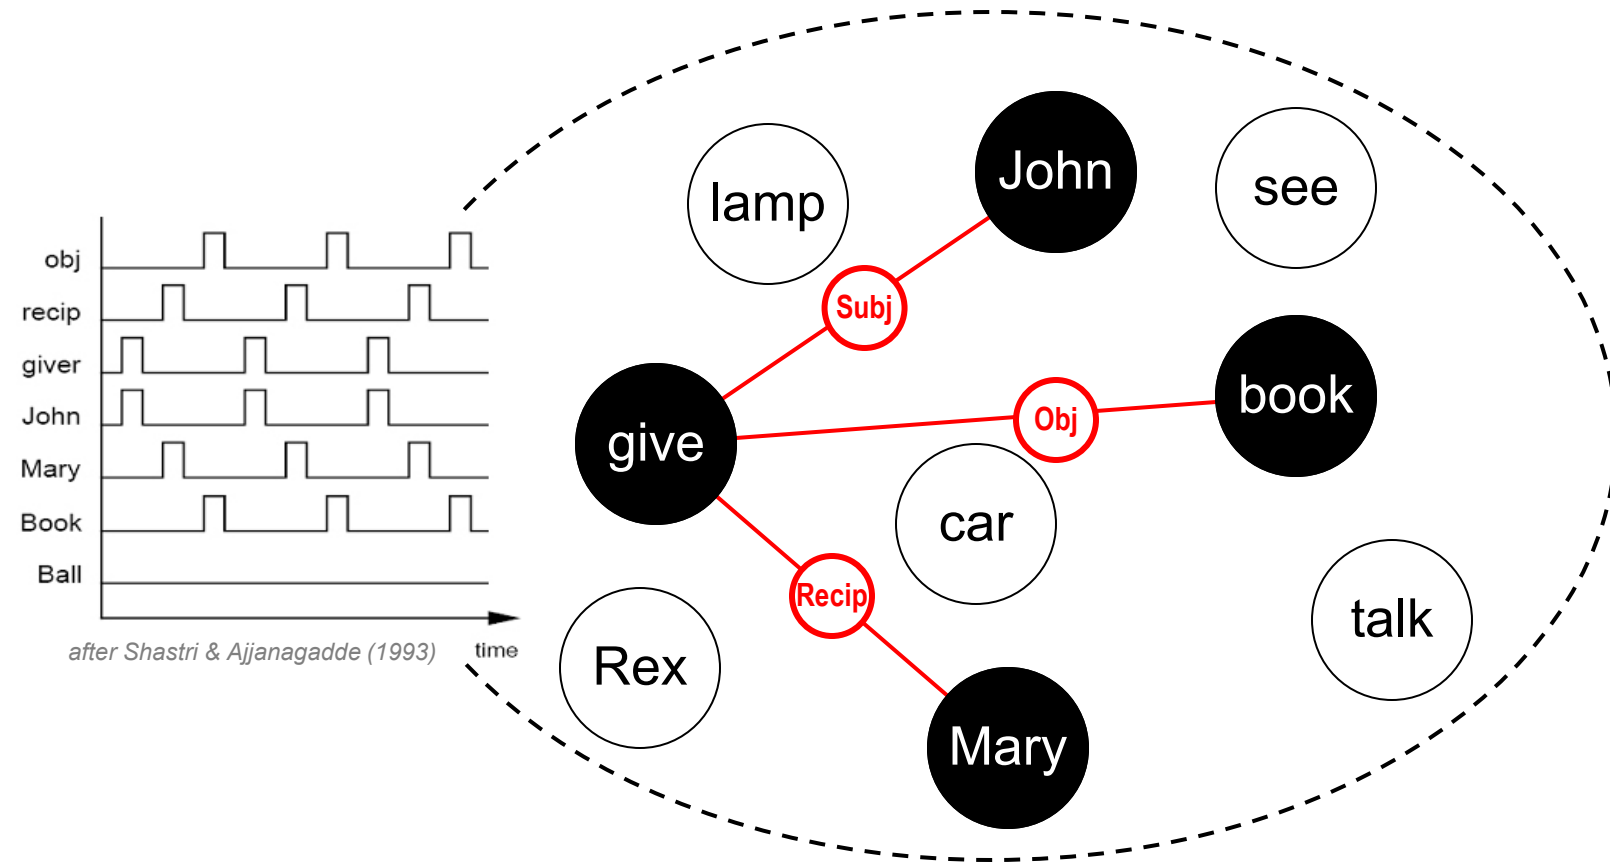 obj
recip
giver
John
Mary
Book
Ball
time
after Shastri & Ajjanagadde (1993)
lamp
John
see
Subj
give
Obj
book
car
Recip
Rex
talk
Mary